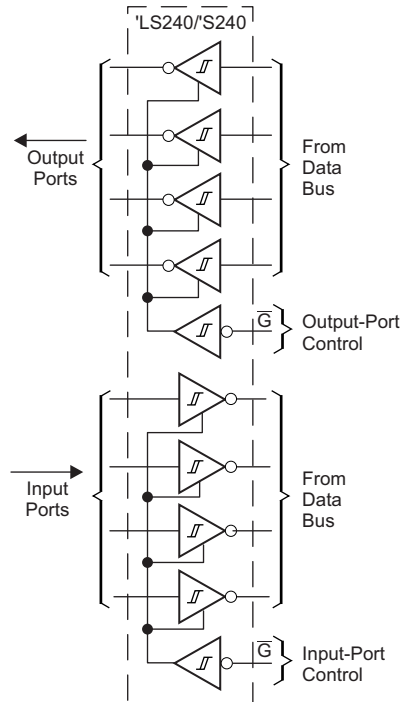 'LS240/'S240
Output
Ports
From
Data
Bus
G̅
Output-Port
Control
Input
Ports
From
Data
Bus
G̅
Input-Port
Control